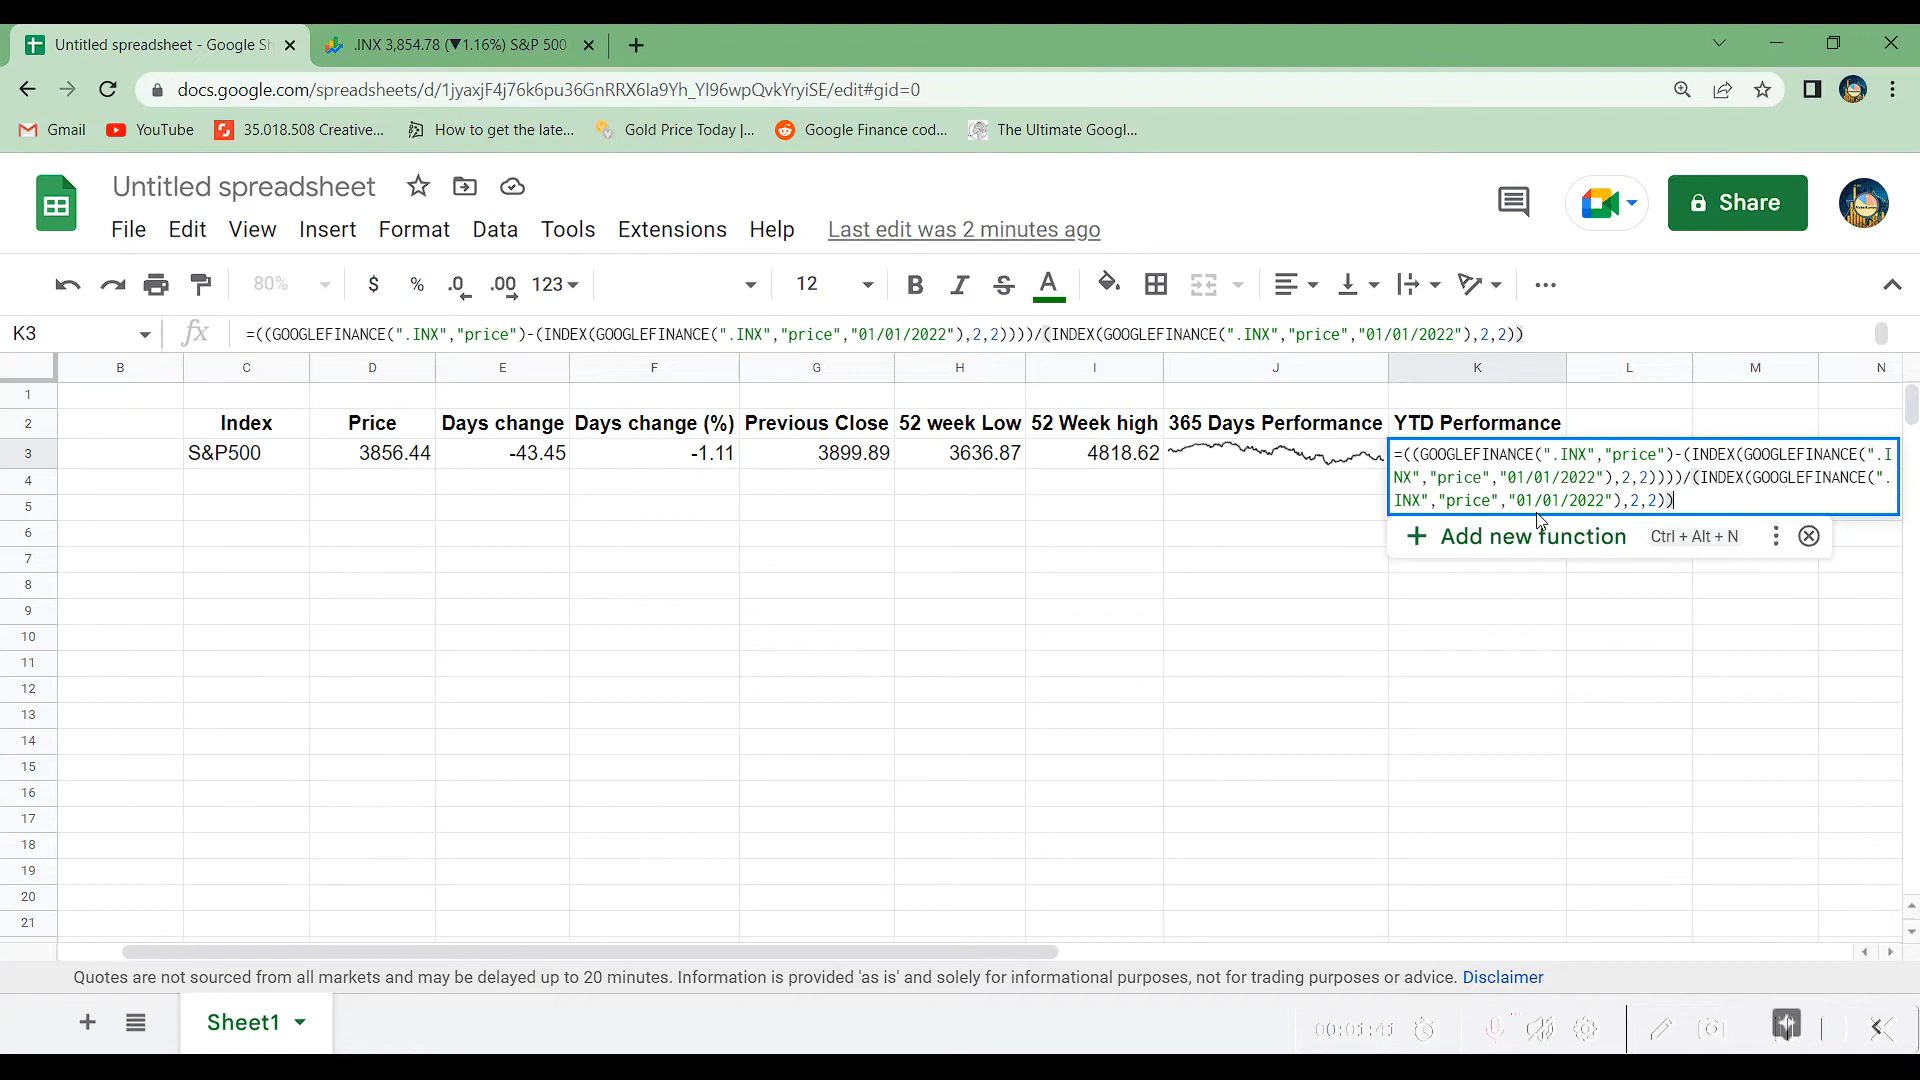 Untitled spreadsheet - Google Sh
.INX 3,854.78 (▼1.16%) S&P 500
docs.google.com/spreadsheets/d/1jyaxjF4j76k6pu36GnRRX6Ia9Yh_YI96wpQvkYryiSE/edit#gid=0
Gmail YouTube 35.018.508 Creative... How to get the late... Gold Price Today |... Google Finance cod... The Ultimate Googl...
Untitled spreadsheet
Share
File Edit View Insert Format Data Tools Extensions Help Last edit was 2 minutes ago
80% $ % .0 .00 123 12 B I S A
K3 fx =((GOOGLEFINANCE(".INX","price")-(INDEX(GOOGLEFINANCE(".INX","price","01/01/2022"),2,2))))/(INDEX(GOOGLEFINANCE(".INX","price","01/01/2022"),2,2))
B C D E F G H I J K L M N
1
2 Index Price Days change Days change (%) Previous Close 52 week Low 52 Week high 365 Days Performance YTD Performance
3 S&P500 3856.44 -43.45 -1.11 3899.89 3636.87 4818.62
=((GOOGLEFINANCE(".INX","price")-(INDEX(GOOGLEFINANCE(".I
NX","price","01/01/2022"),2,2))))/(INDEX(GOOGLEFINANCE(".
INX","price","01/01/2022"),2,2))
+ Add new function Ctrl + Alt + N
4
5
6
7
8
9
10
11
12
13
14
15
16
17
18
19
20
21
Quotes are not sourced from all markets and may be delayed up to 20 minutes. Information is provided 'as is' and solely for informational purposes, not for trading purposes or advice. Disclaimer
Sheet1
00:01:41